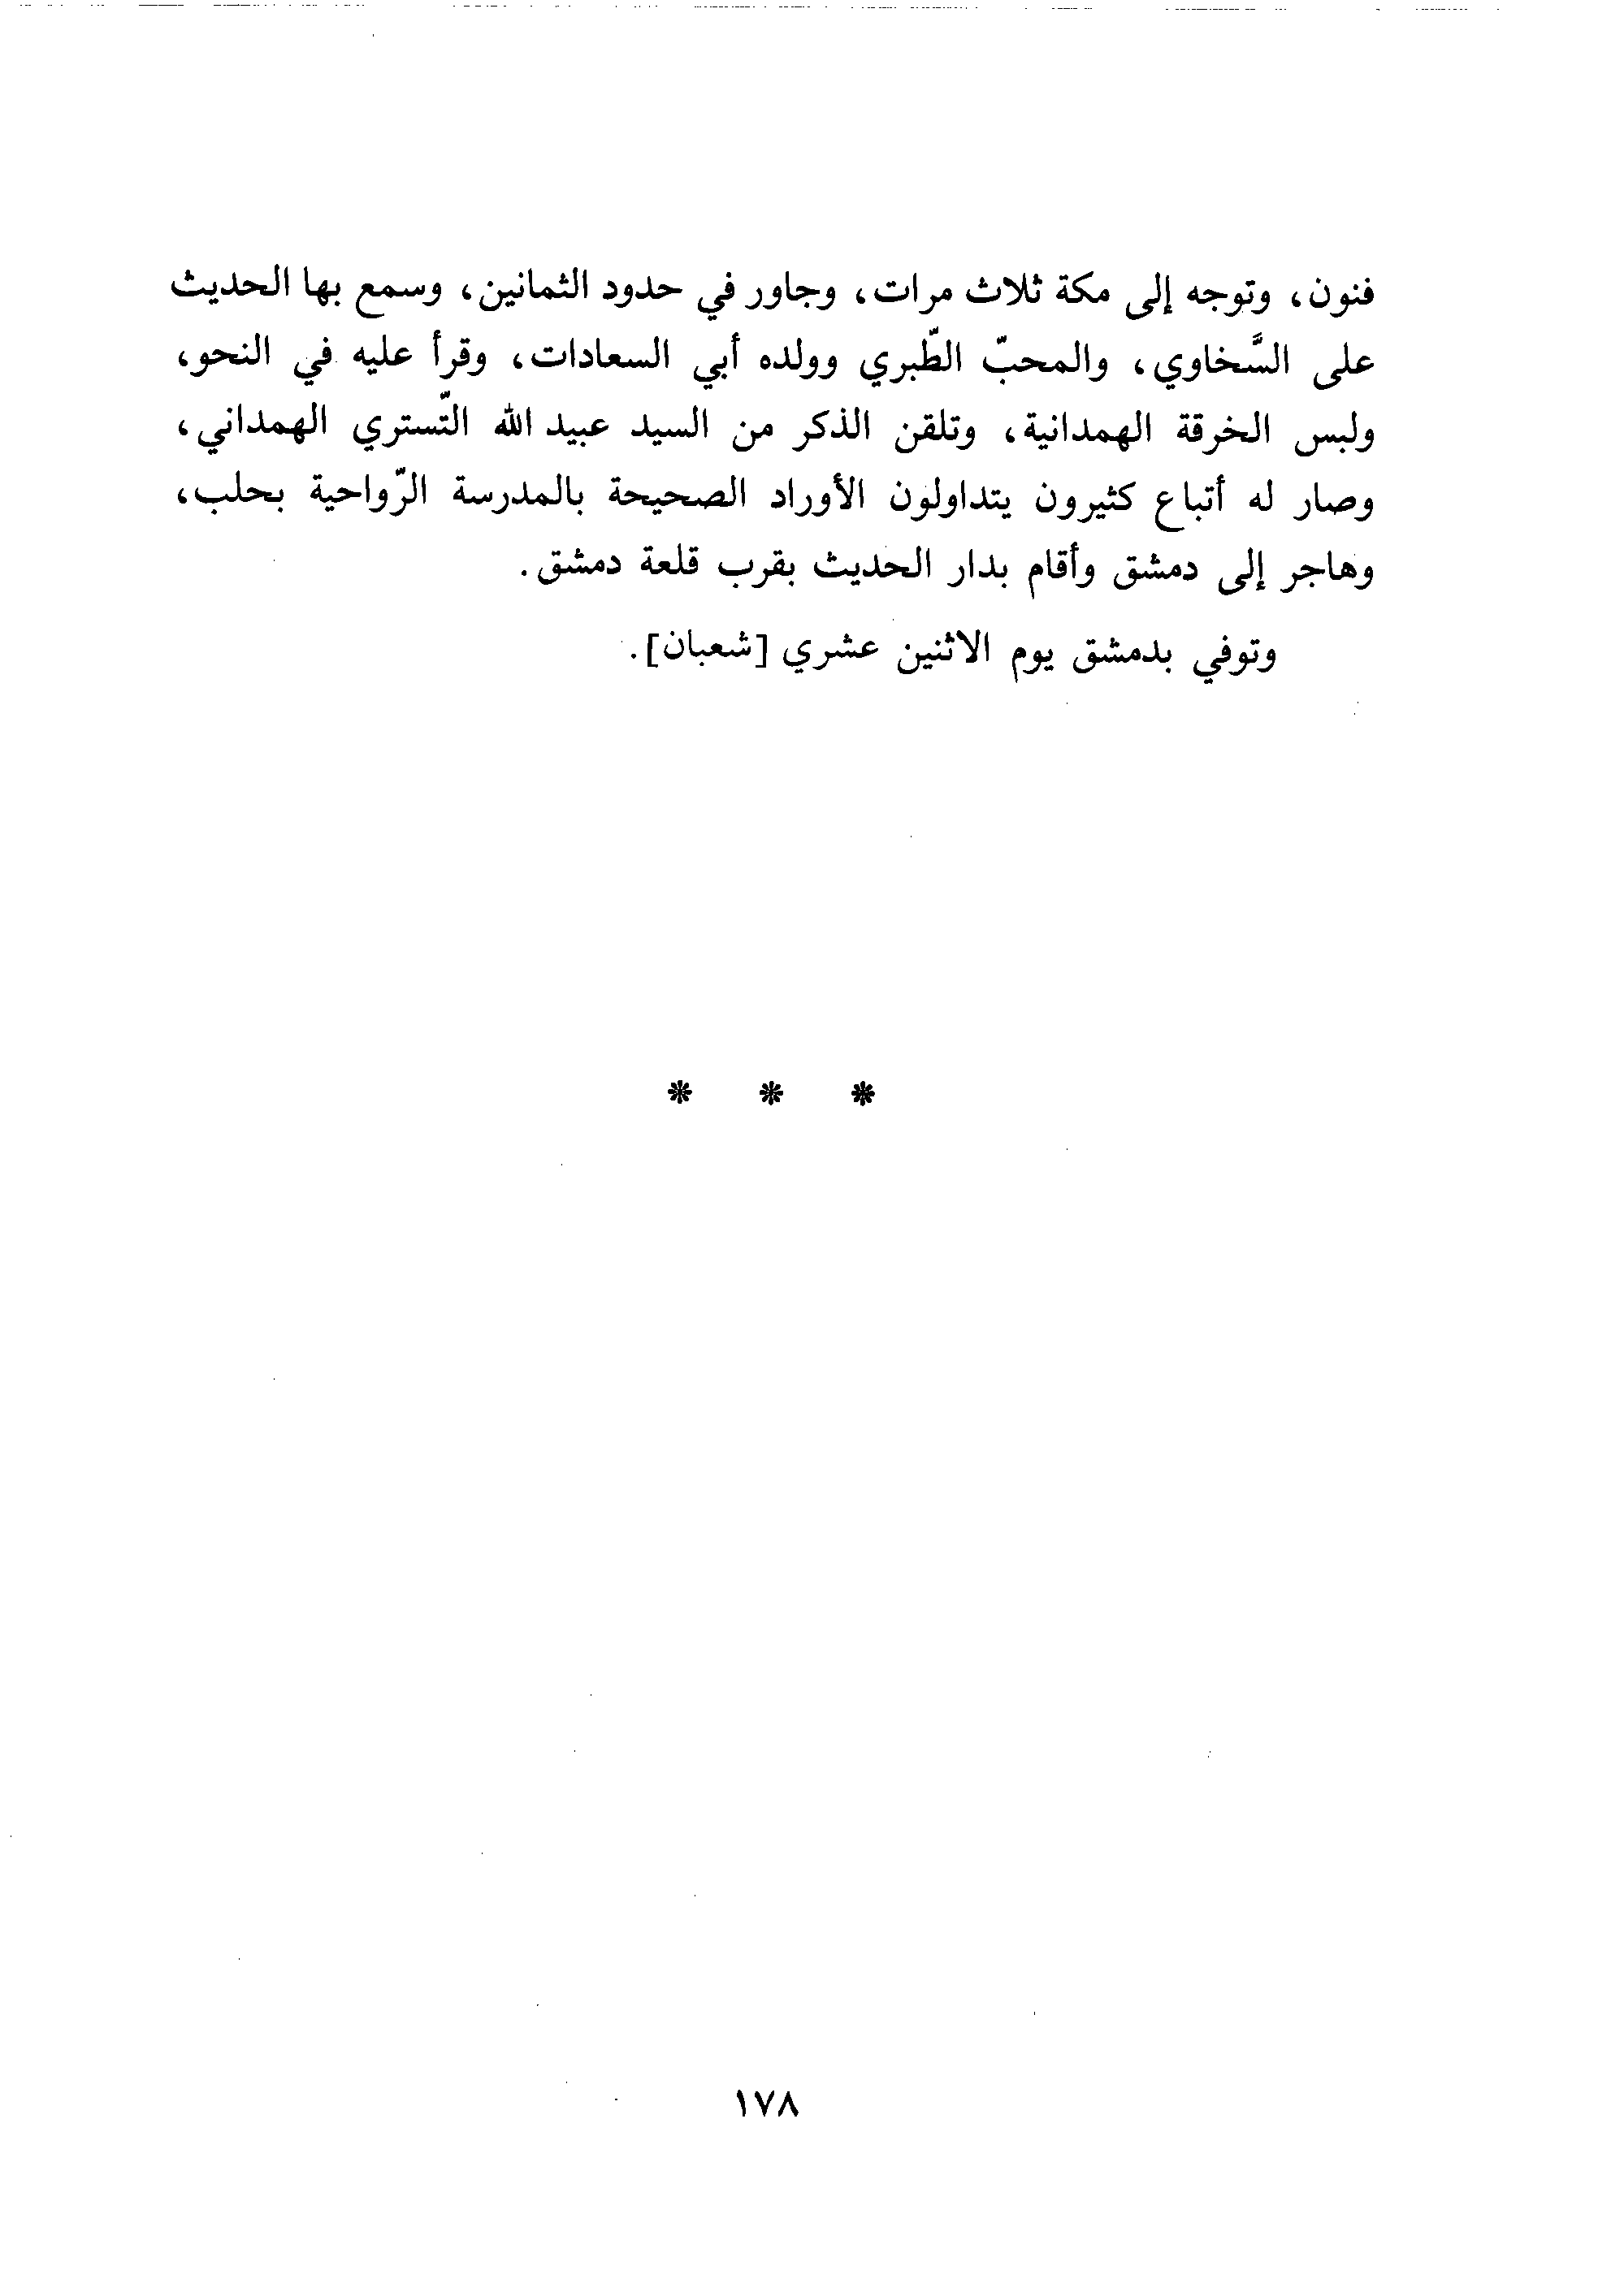 فنون، وتوجه إلى مكة ثلاث مرات، وجاور في حدود الثمانين، وسمع بها الحديث
على السَّخاوي، والمحبّ الطّبري وولده أبي السعادات، وقرأ عليه في النحو،
ولبس الخرقة الهمدانية، وتلقن الذكر من السيد عبيد الله التّستري الهمداني،
وصار له أتباع كثيرون يتداولون الأوراد الصحيحة بالمدرسة الرّواحية بحلب،
وهاجر إلى دمشق وأقام بدار الحديث بقرب قلعة دمشق.
وتوفي بدمشق يوم الاثنين عشري [شعبان].
* * *
١٧٨